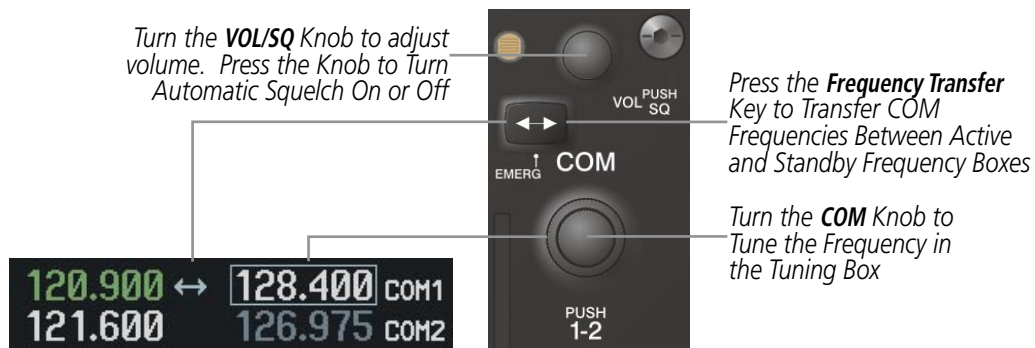 Turn the VOL/SQ Knob to adjust
volume. Press the Knob to Turn
Automatic Squelch On or Off
VOL PUSH SQ
EMERG
COM
PUSH
1-2
Press the Frequency Transfer
Key to Transfer COM
Frequencies Between Active
and Standby Frequency Boxes
Turn the COM Knob to
Tune the Frequency in
the Tuning Box
120.900 ↔ 128.400 COM1
121.600 126.975 COM2